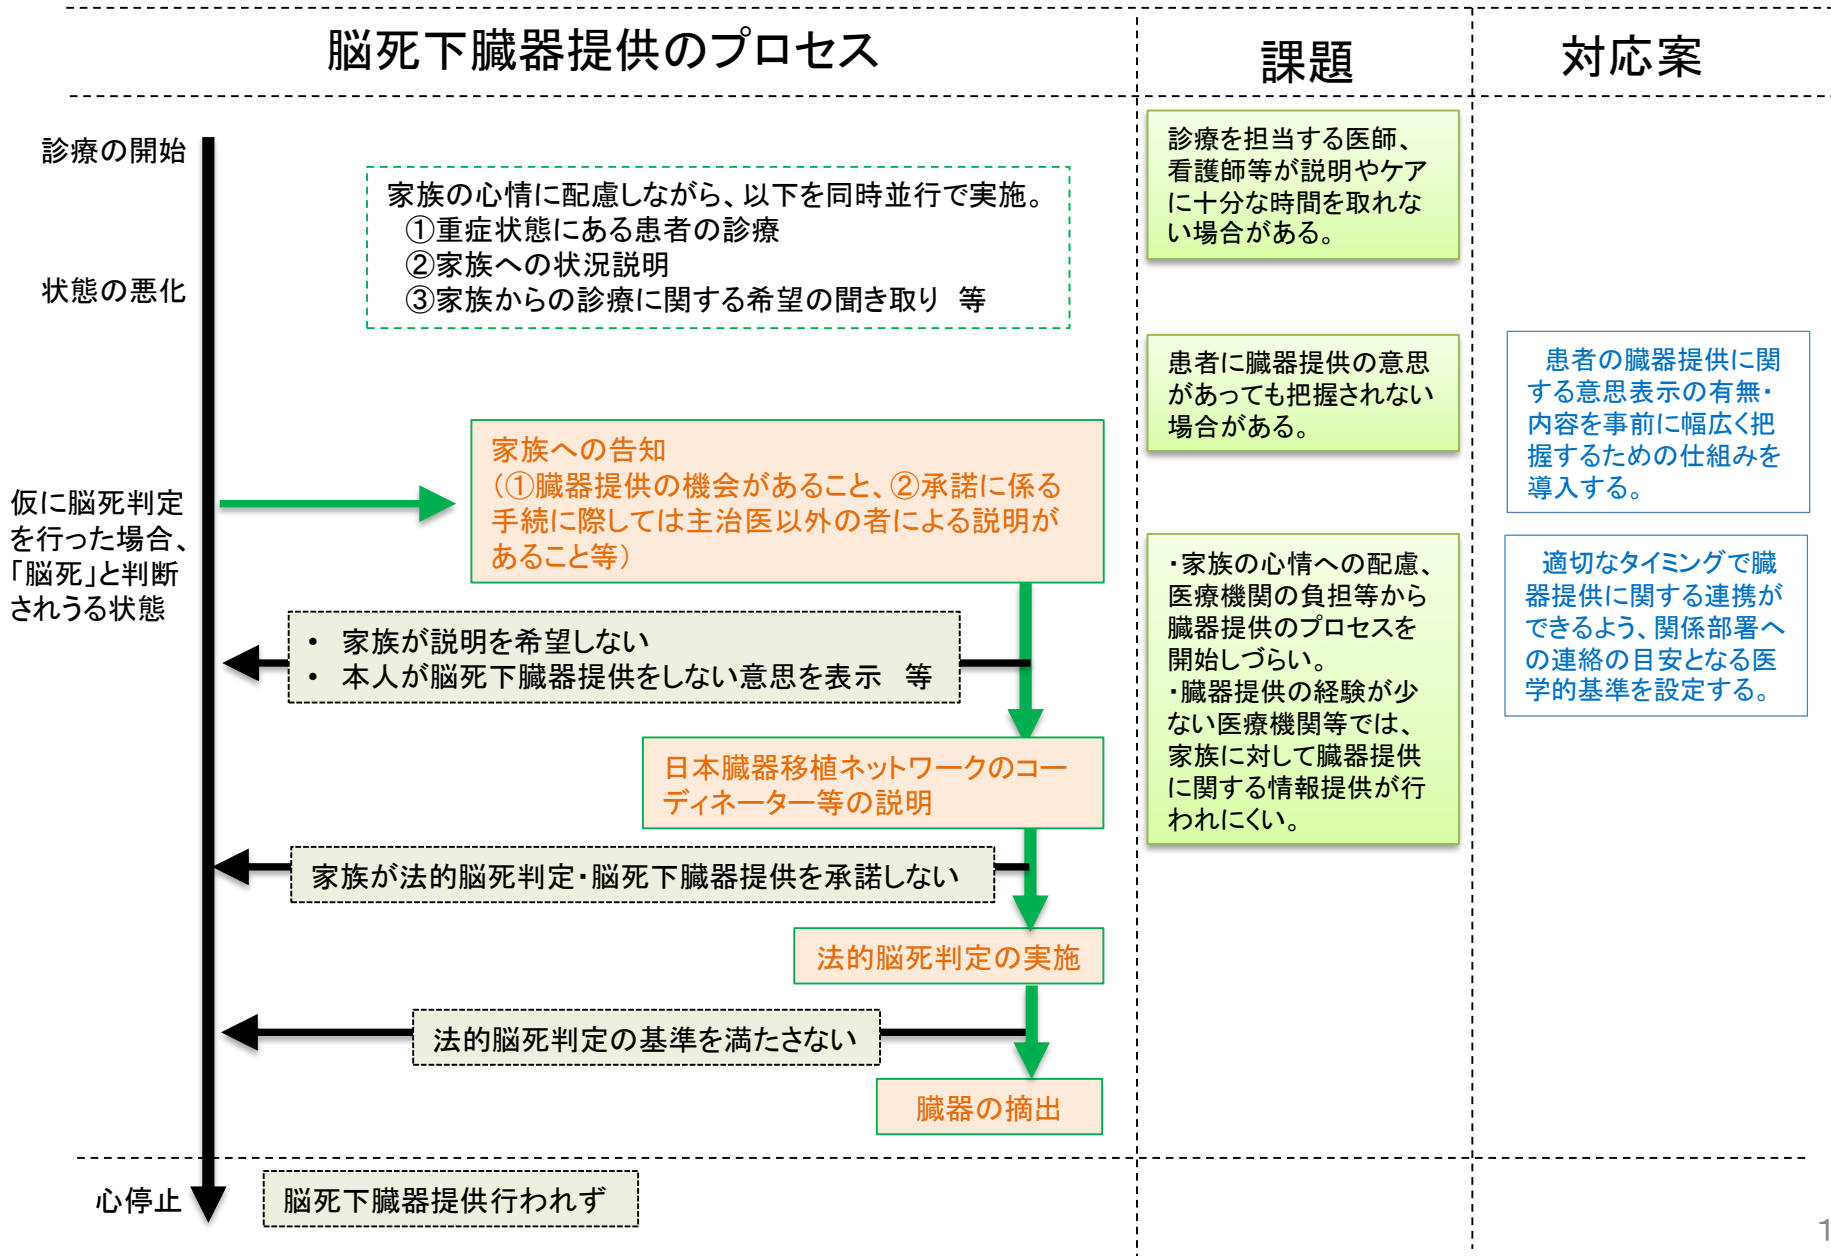 脳死下臓器提供のプロセス
課題
対応案
診療の開始
状態の悪化
仮に脳死判定
を行った場合、
「脳死」と判断
されうる状態
心停止
家族の心情に配慮しながら、以下を同時並行で実施。
①重症状態にある患者の診療
②家族への状況説明
③家族からの診療に関する希望の聞き取り 等
家族への告知
(①臓器提供の機会があること、②承諾に係る
手続に際しては主治医以外の者による説明が
あること等)
• 家族が説明を希望しない
• 本人が脳死下臓器提供をしない意思を表示 等
日本臓器移植ネットワークのコー
ディネーター等の説明
家族が法的脳死判定・脳死下臓器提供を承諾しない
法的脳死判定の実施
法的脳死判定の基準を満たさない
臓器の摘出
脳死下臓器提供行われず
診療を担当する医師、
看護師等が説明やケア
に十分な時間を取れな
い場合がある。
患者に臓器提供の意思
があっても把握されない
場合がある。
・家族の心情への配慮、
医療機関の負担等から
臓器提供のプロセスを
開始しづらい。
・臓器提供の経験が少
ない医療機関等では、
家族に対して臓器提供
に関する情報提供が行
われにくい。
患者の臓器提供に関
する意思表示の有無・
内容を事前に幅広く把
握するための仕組みを
導入する。
適切なタイミングで臓
器提供に関する連携が
できるよう、関係部署へ
の連絡の目安となる医
学的基準を設定する。
1